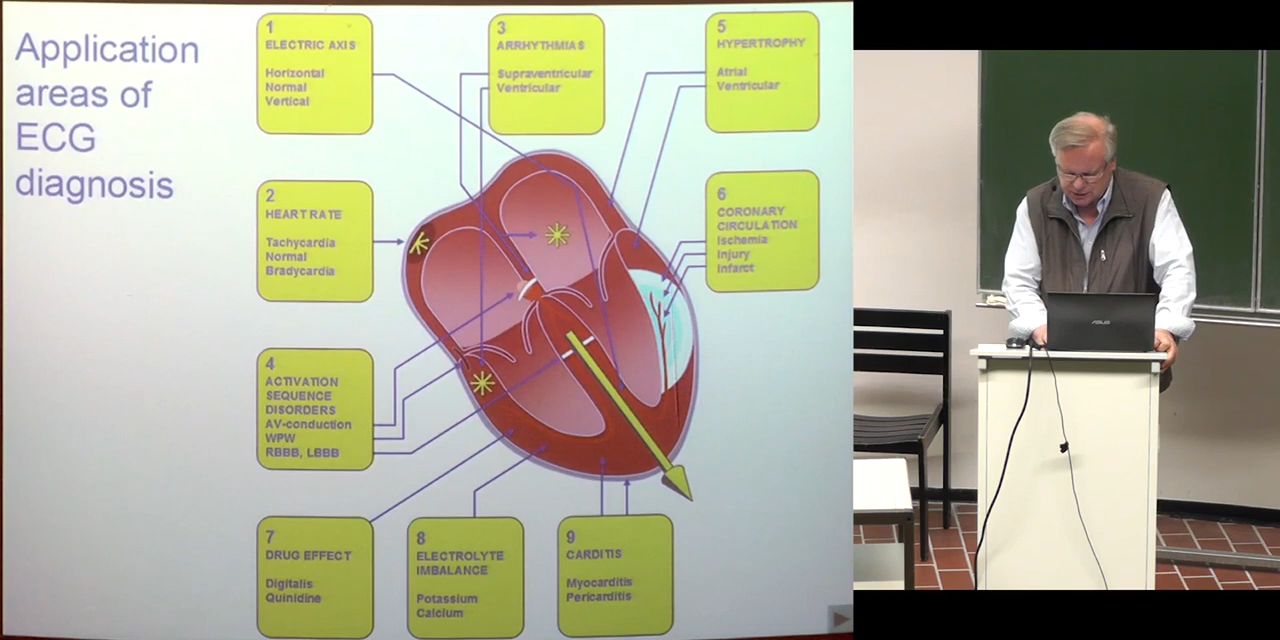 Application
areas of
ECG
diagnosis
1
ELECTRIC AXIS
Horizontal
Normal
Vertical
2
HEART RATE
Tachycardia
Normal
Bradycardia
3
ARRHYTHMIAS
Supraventricular
Ventricular
4
ACTIVATION
SEQUENCE
DISORDERS
AV-conduction
WPW
RBBB, LBBB
5
HYPERTROPHY
Atrial
Ventricular
6
CORONARY
CIRCULATION
Ischemia
Injury
Infarct
7
DRUG EFFECT
Digitalis
Quinidine
8
ELECTROLYTE
IMBALANCE
Potassium
Calcium
9
CARDITIS
Myocarditis
Pericarditis
ASUS